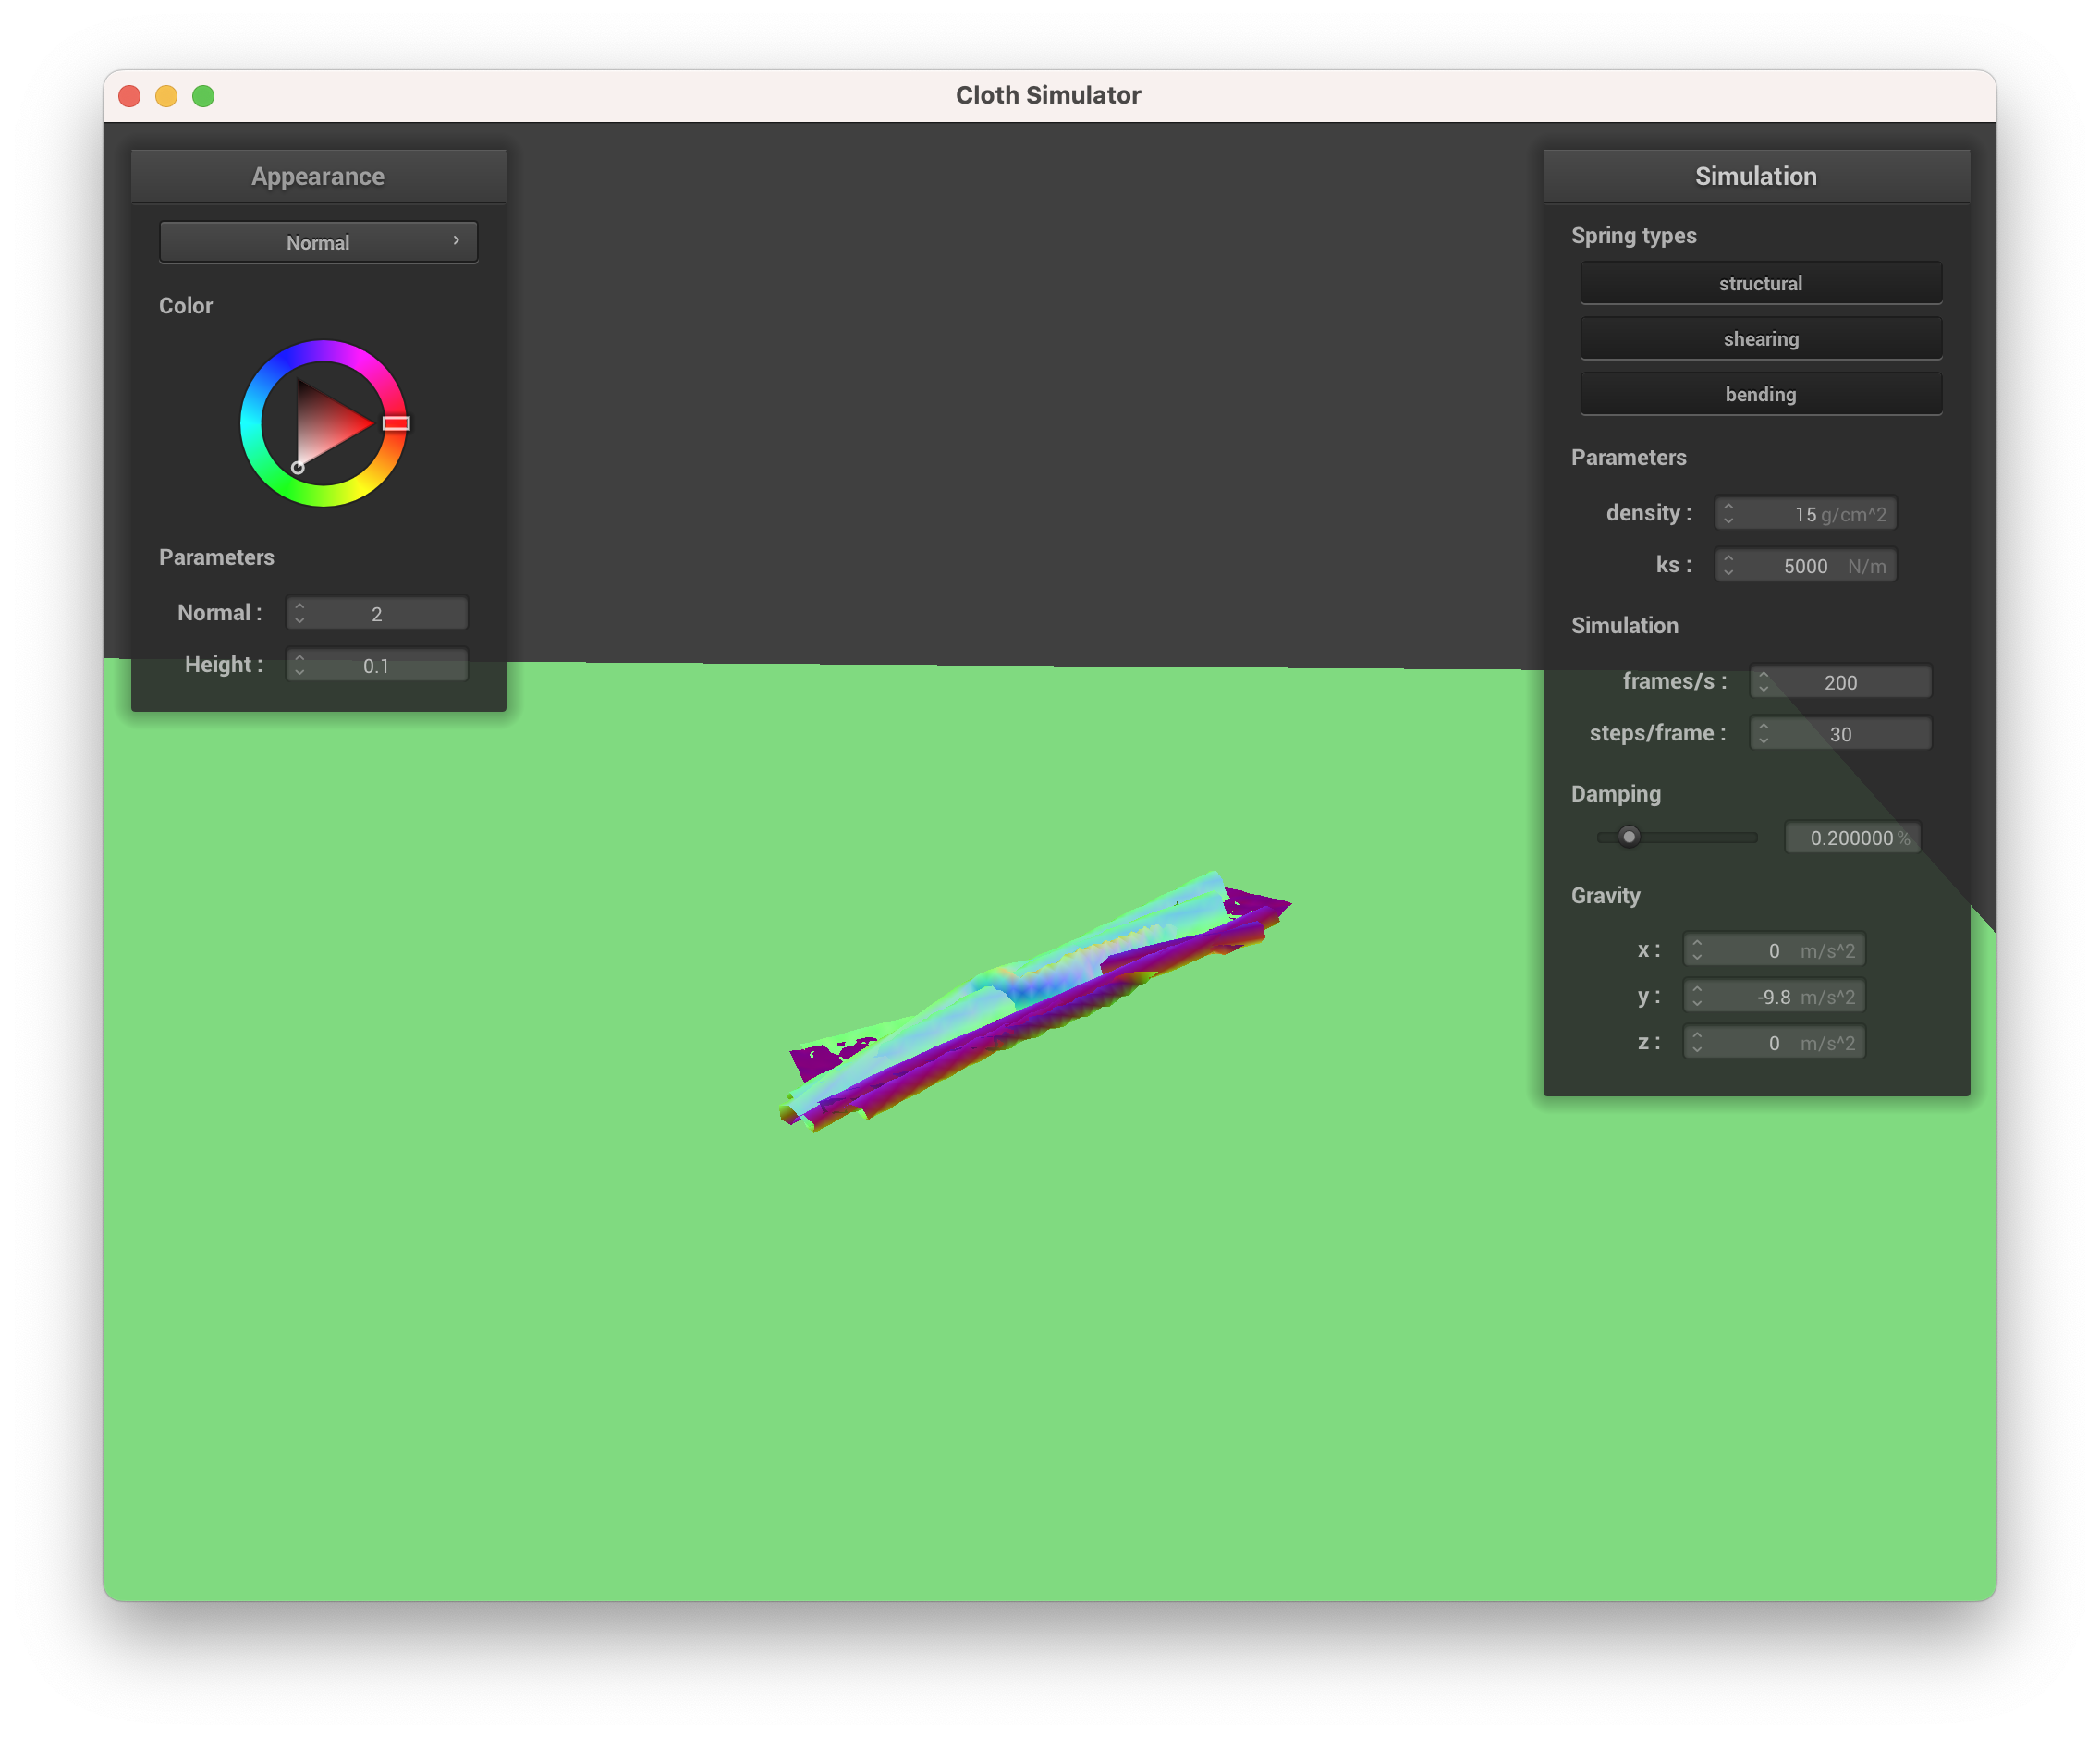 Cloth Simulator
Appearance
Normal
Color
Parameters
Normal : 2
Height : 0.1
Simulation
Spring types
structural
shearing
bending
Parameters
density : 15 g/cm^2
ks : 5000 N/m
Simulation
frames/s : 200
steps/frame : 30
Damping
0.200000 %
Gravity
x : 0 m/s^2
y : -9.8 m/s^2
z : 0 m/s^2